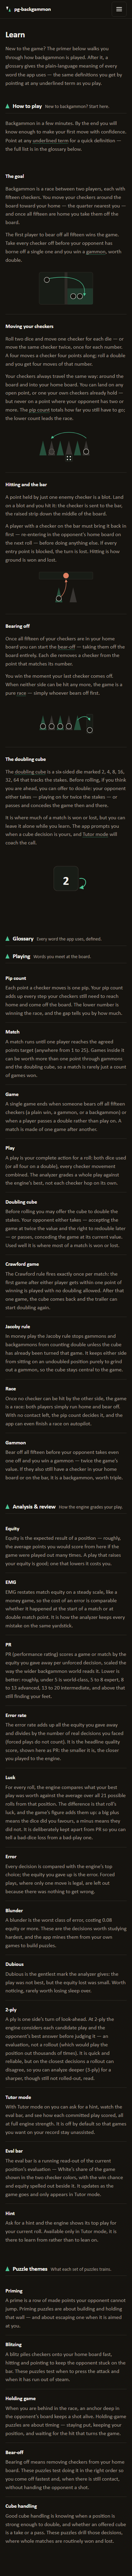 pg-backgammon
Learn
New to the game? The primer below walks you
through how backgammon is played. After it, a
glossary gives the plain-language meaning of every
word the app uses — the same definitions you get by
pointing at any underlined term as you play.
How to play New to backgammon? Start here.
Backgammon in a few minutes. By the end you will
know enough to make your first move with confidence.
Point at any underlined term for a quick definition —
the full list is in the glossary below.
The goal
Backgammon is a race between two players, each with
fifteen checkers. You move your checkers around the
board toward your home — the quarter nearest you —
and once all fifteen are home you take them off the
board.
The first player to bear off all fifteen wins the game.
Take every checker off before your opponent has
borne off a single one and you win a gammon, worth
double.
Moving your checkers
Roll two dice and move one checker for each die — or
move the same checker twice, once for each number.
A double moves four checker points along: roll a double
and you get four moves of that number.
Your checkers always travel the same way: around the
board and into your home board. You can land on any
open point, or one your own checkers already hold —
but never on a point where your opponent has two or
more. The pip count totals how far you still have to go;
the lower count leads the race.
Hitting and the bar
A point held by just one enemy checker is a blot. Land
on a blot and you hit it: the checker is sent to the bar,
the raised strip down the middle of the board.
A player with a checker on the bar must bring it back in
first — re-entering in the opponent's home board on
the next roll — before doing anything else. If every
entry point is blocked, the turn is lost. Hitting is how
ground is won and lost.
Bearing off
Once all fifteen of your checkers are in your home
board you can start the bear-off — taking them off the
board entirely. Each die removes a checker from the
point that matches its number.
You win the moment your last checker comes off.
When neither side can be hit any more, the game is a
pure race — simply whoever bears off first.
The doubling cube
The doubling cube is a six-sided die marked 2, 4, 8, 16,
32, 64 that tracks the stakes. Before rolling, if you think
you are ahead, you can offer to double: your opponent
either takes — playing on for twice the stakes — or
passes and concedes the game then and there.
It is where much of a match is won or lost, but you can
leave it alone while you learn. The app prompts you
when a cube decision is yours, and Tutor mode will
coach the call.
2
Glossary Every word the app uses, defined.
Playing Words you meet at the board.
Pip count
Each point a checker moves is one pip. Your pip count
adds up every step your checkers still need to reach
home and come off the board. The lower number is
winning the race, and the gap tells you by how much.
Match
A match runs until one player reaches the agreed
points target (anywhere from 1 to 25). Games inside it
can be worth more than one point through gammons
and the doubling cube, so a match is rarely just a count
of games won.
Game
A single game ends when someone bears off all fifteen
checkers (a plain win, a gammon, or a backgammon) or
when a player passes a double rather than play on. A
match is made of one game after another.
Play
A play is your complete action for a roll: both dice used
(or all four on a double), every checker movement
combined. The analyzer judges a whole play against
the engine's own best, not each checker hop on its own.
Doubling cube
Before rolling you may offer the cube to double the
stakes. Your opponent either takes — accepting the
game at twice the value and the right to redouble later
— or passes, conceding the game at its current value.
Used well it is where most of a match is won or lost.
Crawford game
The Crawford rule fires exactly once per match: the
first game after either player gets within one point of
winning is played with no doubling allowed. After that
one game, the cube comes back and the trailer can
start doubling again.
Jacoby rule
In money play the Jacoby rule stops gammons and
backgammons from counting double unless the cube
has already been turned that game. It keeps either side
from sitting on an undoubled position purely to grind
out a gammon, so the cube stays central to the game.
Race
Once no checker can be hit by the other side, the game
is a race: both players simply run home and bear off.
With no contact left, the pip count decides it, and the
app can even finish a race on autopilot.
Gammon
Bear off all fifteen before your opponent takes even
one off and you win a gammon — twice the game's
value. If they also still have a checker in your home
board or on the bar, it is a backgammon, worth triple.
Analysis & review How the engine grades your play.
Equity
Equity is the expected result of a position — roughly,
the average points you would score from here if the
game were played out many times. A play that raises
your equity is good; one that lowers it costs you.
EMG
EMG restates match equity on a steady scale, like a
money game, so the cost of an error is comparable
whether it happened at the start of a match or at
double match point. It is how the analyzer keeps every
mistake on the same yardstick.
PR
PR (performance rating) scores a game or match by the
equity you gave away per unforced decision, scaled the
way the wider backgammon world reads it. Lower is
better: roughly, under 5 is world class, 5 to 8 expert, 8
to 13 advanced, 13 to 20 intermediate, and above that
still finding your feet.
Error rate
The error rate adds up all the equity you gave away
and divides by the number of real decisions you faced
(forced plays do not count). It is the headline quality
score, shown here as PR: the smaller it is, the closer
you played to the engine.
Luck
For every roll, the engine compares what your best
play was worth against the average over all 21 possible
rolls from that position. The difference is that roll's
luck, and the game's figure adds them up: a big plus
means the dice did you favours, a minus means they
did not. It is deliberately kept apart from PR so you can
tell a bad-dice loss from a bad-play one.
Error
Every decision is compared with the engine's top
choice; the equity you gave up is the error. Forced
plays, where only one move is legal, are left out
because there was nothing to get wrong.
Blunder
A blunder is the worst class of error, costing 0.08
equity or more. These are the decisions worth studying
hardest, and the app mines them from your own
games to build puzzles.
Dubious
Dubious is the gentlest mark the analyzer gives: the
play was not best, but the equity lost was small. Worth
noticing, rarely worth losing sleep over.
2-ply
A ply is one side's turn of look-ahead. At 2-ply the
engine considers each candidate play and the
opponent's best answer before judging it — an
evaluation, not a rollout (which would play the
position out thousands of times). It is quick and
reliable, but on the closest decisions a rollout can
disagree, so you can analyze deeper (3-ply) for a
sharper, though still not rolled-out, read.
Tutor mode
With Tutor mode on you can ask for a hint, watch the
eval bar, and see how each committed play scored, all
at full engine strength. It is off by default so that games
you want on your record stay unassisted.
Eval bar
The eval bar is a running read-out of the current
position's evaluation — White's share of the game
shown in the two checker colors, with the win chance
and equity spelled out beside it. It updates as the
game goes and only appears in Tutor mode.
Hint
Ask for a hint and the engine shows its top play for
your current roll. Available only in Tutor mode, it is
there to learn from rather than to lean on.
Puzzle themes What each set of puzzles trains.
Priming
A prime is a row of made points your opponent cannot
jump. Priming puzzles are about building and holding
that wall — and about escaping one when it is aimed
at you.
Blitzing
A blitz piles checkers onto your home board fast,
hitting and pointing to keep the opponent stuck on the
bar. These puzzles test when to press the attack and
when it has run out of steam.
Holding game
When you are behind in the race, an anchor deep in
the opponent's board keeps a shot alive. Holding-game
puzzles are about timing — staying put, keeping your
position, and waiting for the hit that turns the game.
Bear-off
Bearing off means removing checkers from your home
board. These puzzles test doing it in the right order so
you come off fastest and, when there is still contact,
without handing the opponent a shot.
Cube handling
Good cube handling is knowing when a position is
strong enough to double, and whether an offered cube
is a take or a pass. These puzzles drill those decisions,
where whole matches are routinely won and lost.